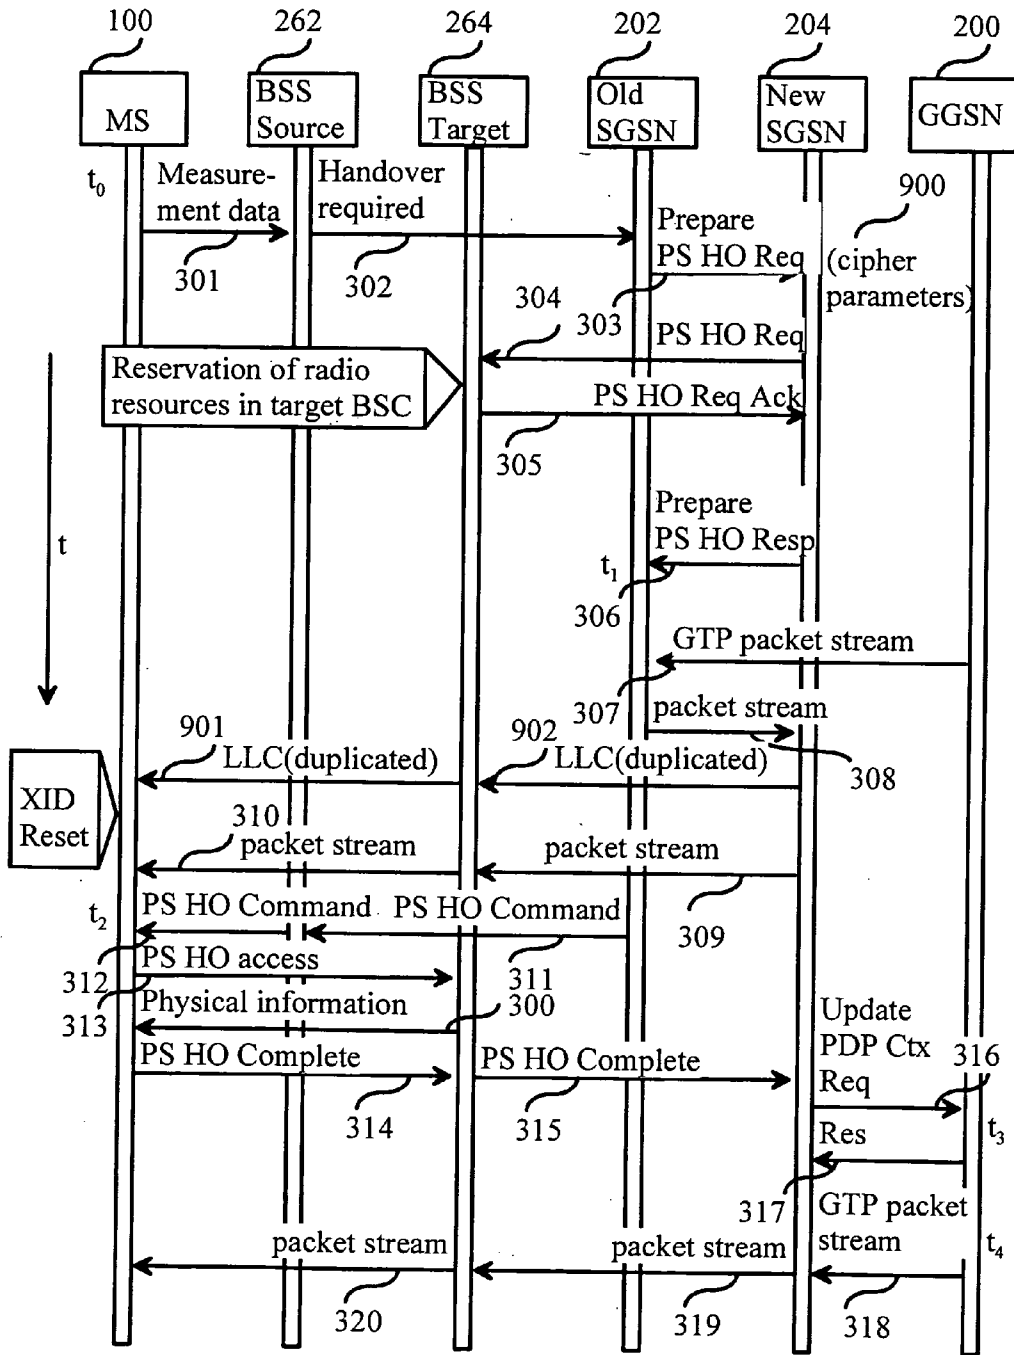 100
262
264
202
204
200
MS
BSS
Source
BSS
Target
Old
SGSN
New
SGSN
GGSN
t0
Measure-
ment data
Handover
required
900
Prepare
PS HO Req
(cipher
parameters)
301
302
303
304
PS HO Req
Reservation of radio
resources in target BSC
PS HO Req Ack
305
Prepare
PS HO Resp
t
t1
306
GTP packet stream
307
packet stream
901
902
LLC(duplicated)
LLC(duplicated)
308
XID
Reset
310
packet stream
packet stream
t2
PS HO Command
PS HO Command
309
312
PS HO access
311
313
Physical information
300
Update
PDP Ctx
Req
316
PS HO Complete
PS HO Complete
314
315
Res
t3
317
GTP packet
stream
t4
packet stream
packet stream
320
319
318